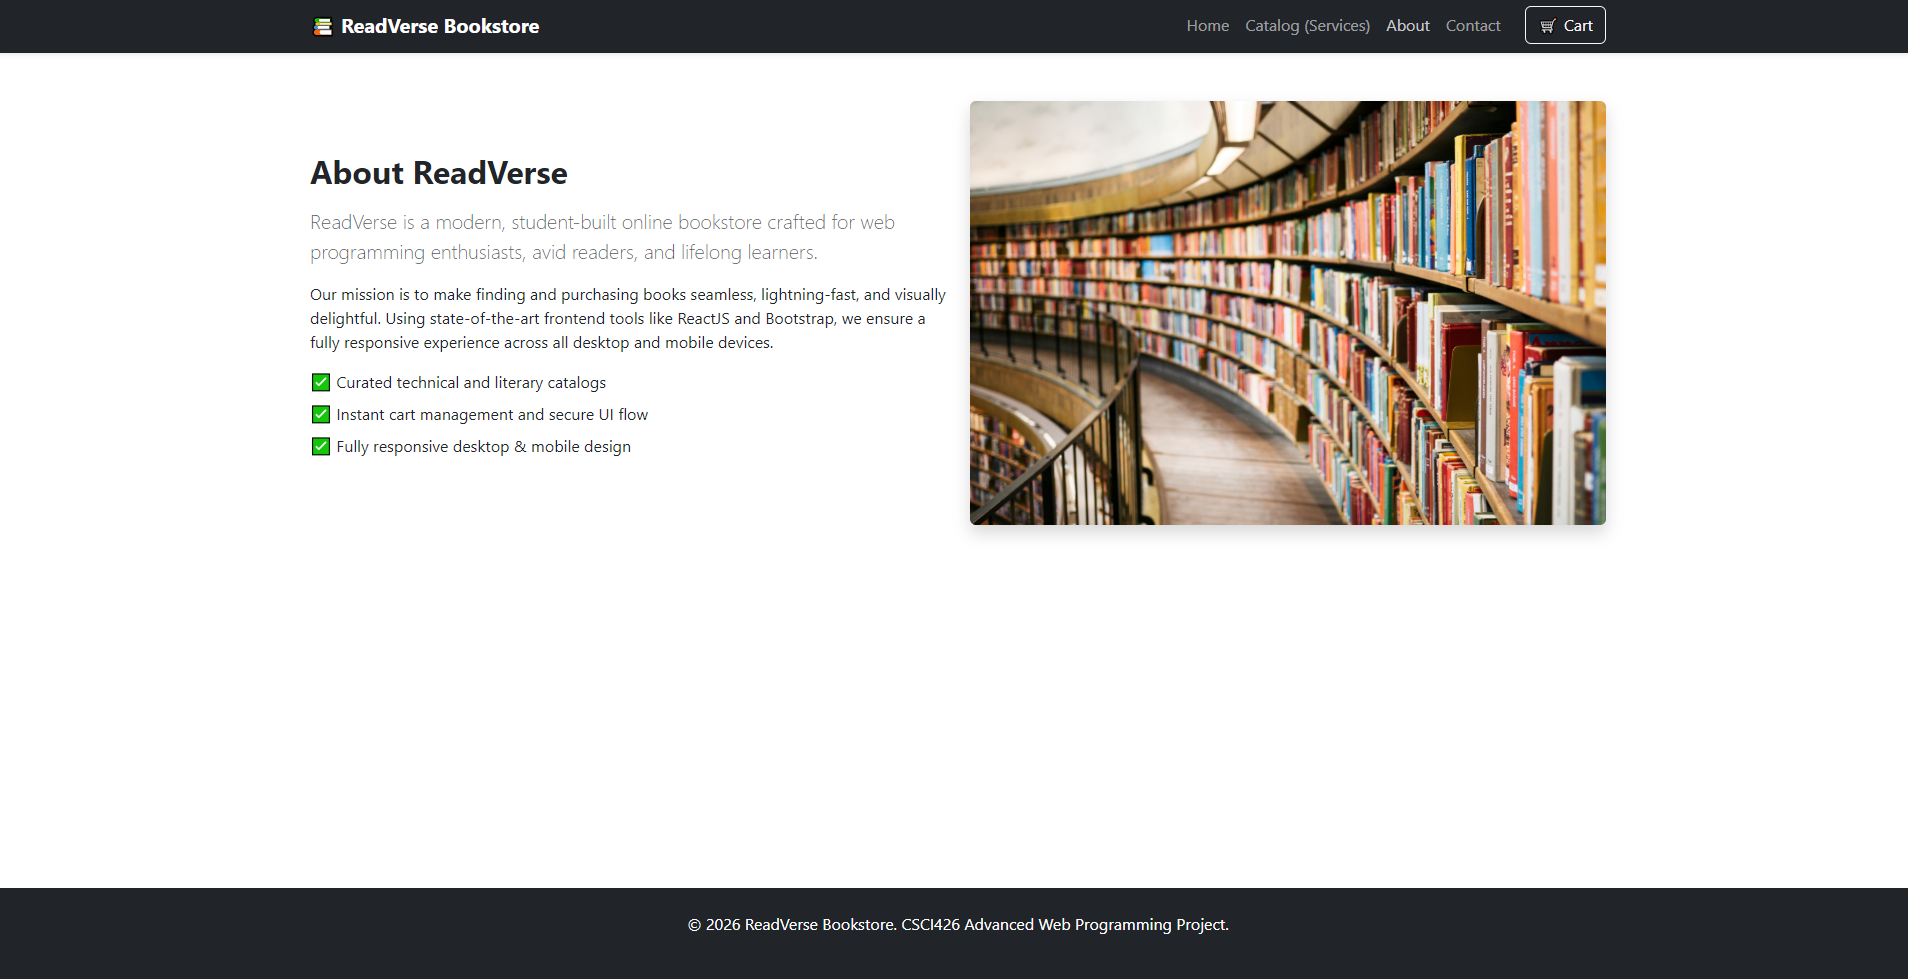 📚 ReadVerse Bookstore
Home Catalog (Services) About Contact 🛒 Cart
About ReadVerse
ReadVerse is a modern, student-built online bookstore crafted for web
programming enthusiasts, avid readers, and lifelong learners.
Our mission is to make finding and purchasing books seamless, lightning-fast, and visually
delightful. Using state-of-the-art frontend tools like ReactJS and Bootstrap, we ensure a
fully responsive experience across all desktop and mobile devices.
✅ Curated technical and literary catalogs
✅ Instant cart management and secure UI flow
✅ Fully responsive desktop & mobile design
© 2026 ReadVerse Bookstore. CSCI426 Advanced Web Programming Project.